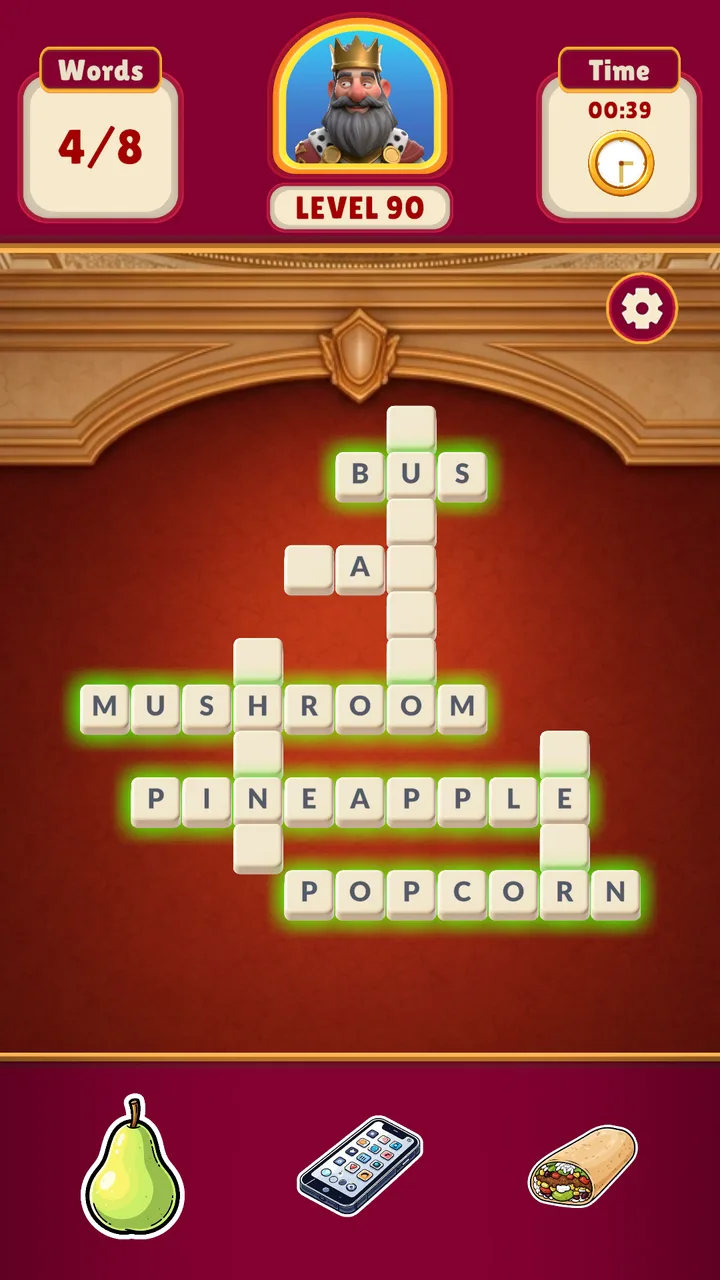 Words
4/8
LEVEL 90
Time
00:39
BUS
A
MUSHROOM
PINEAPPLE
POPCORN